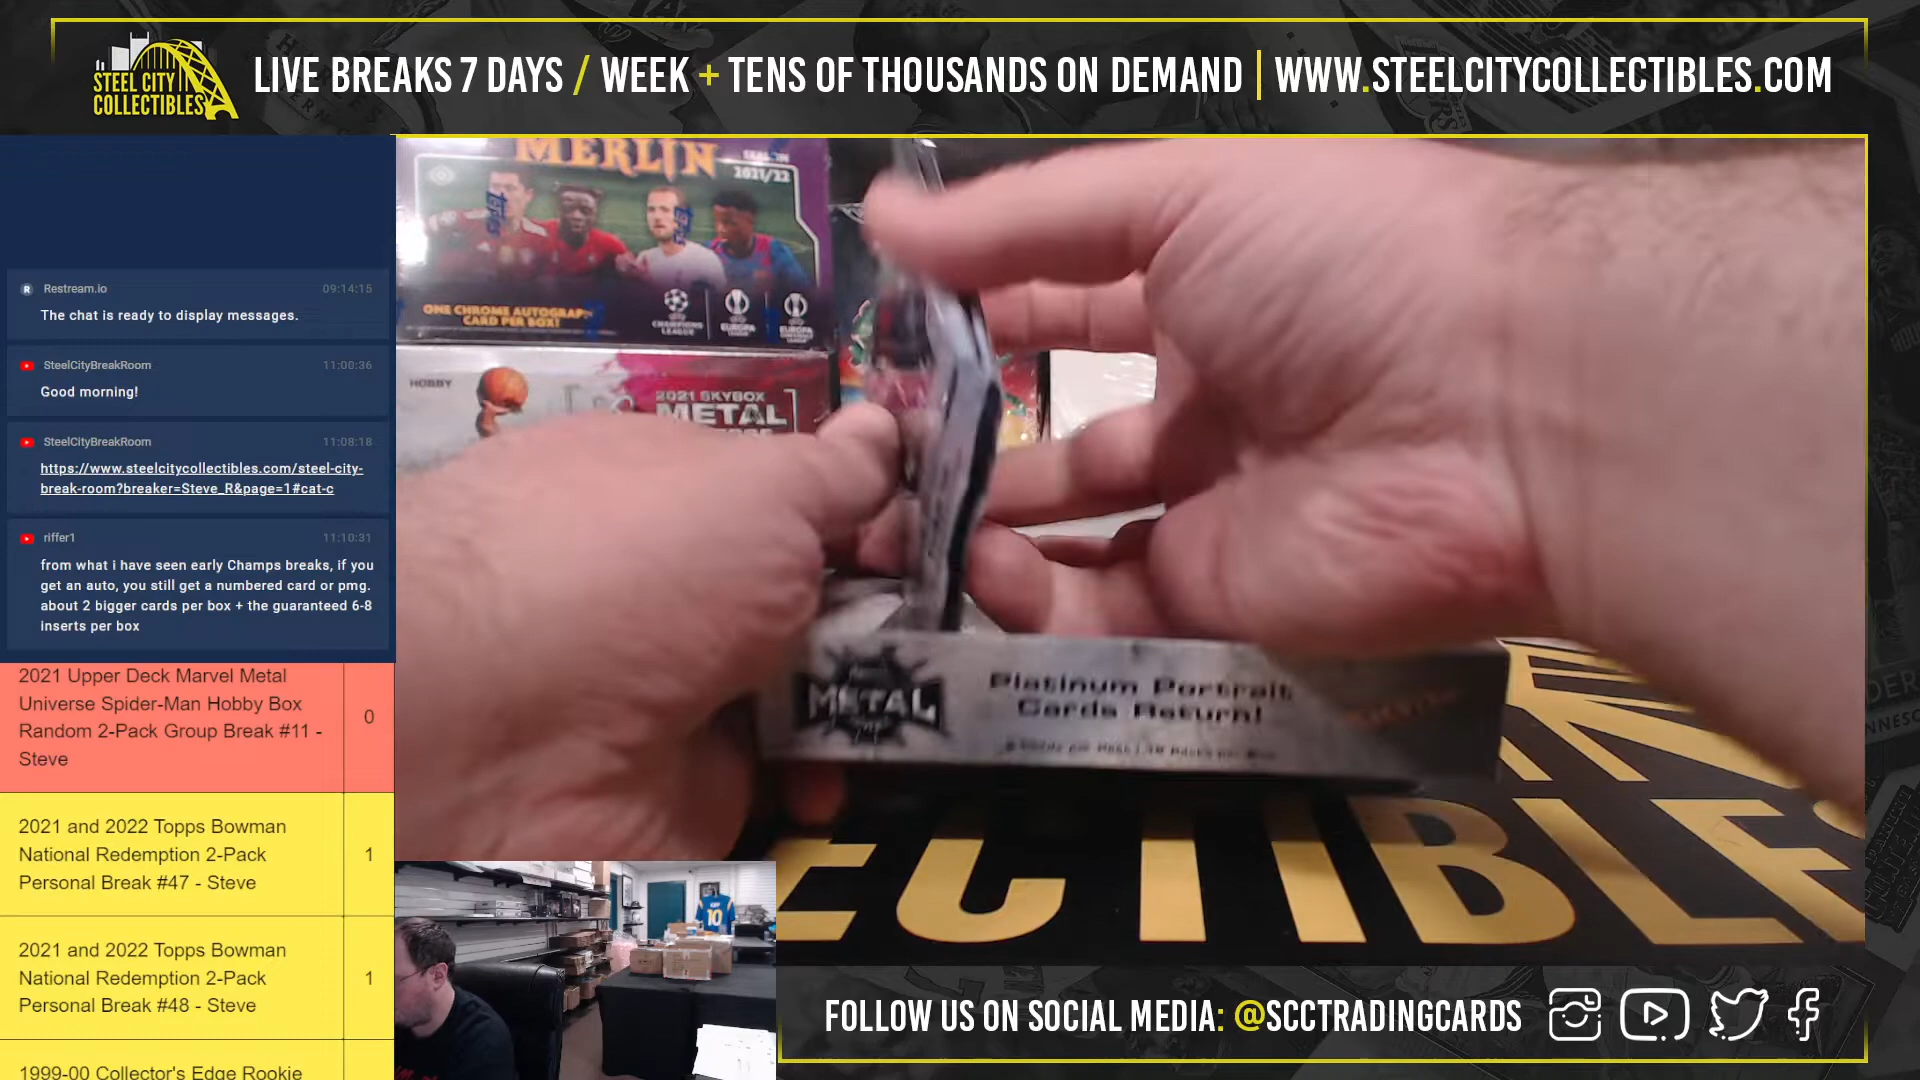 STEEL CITY
COLLECTIBLES
LIVE BREAKS 7 DAYS / WEEK + TENS OF THOUSANDS ON DEMAND | WWW.STEELCITYCOLLECTIBLES.COM
Restream.io 09:14:15
The chat is ready to display messages.
SteelCityBreakRoom 11:00:36
Good morning!
SteelCityBreakRoom 11:08:18
https://www.steelcitycollectibles.com/steel-city-
break-room?breaker=Steve_R&page=1#cat-c
riffer1 11:10:31
from what i have seen early Champs breaks, if you
get an auto, you still get a numbered card or pmg.
about 2 bigger cards per box + the guaranteed 6-8
inserts per box
2021 Upper Deck Marvel Metal
Universe Spider-Man Hobby Box
Random 2-Pack Group Break #11 -
Steve
0
2021 and 2022 Topps Bowman
National Redemption 2-Pack
Personal Break #47 - Steve
1
2021 and 2022 Topps Bowman
National Redemption 2-Pack
Personal Break #48 - Steve
1
1999-00 Collector's Edge Rookie
MERLIN
SEASON
2021/22
ONE CHROME AUTOGRAPH
CARD PER BOX!
CHAMPIONS
LEAGUE
EUROPA
LEAGUE
EUROPA
HOBBY
2021 SKYBOX
METAL
METAL
Platinum Portrait
Cards Return!
ECTIBLE
10
FOLLOW US ON SOCIAL MEDIA: @SCCTRADINGCARDS